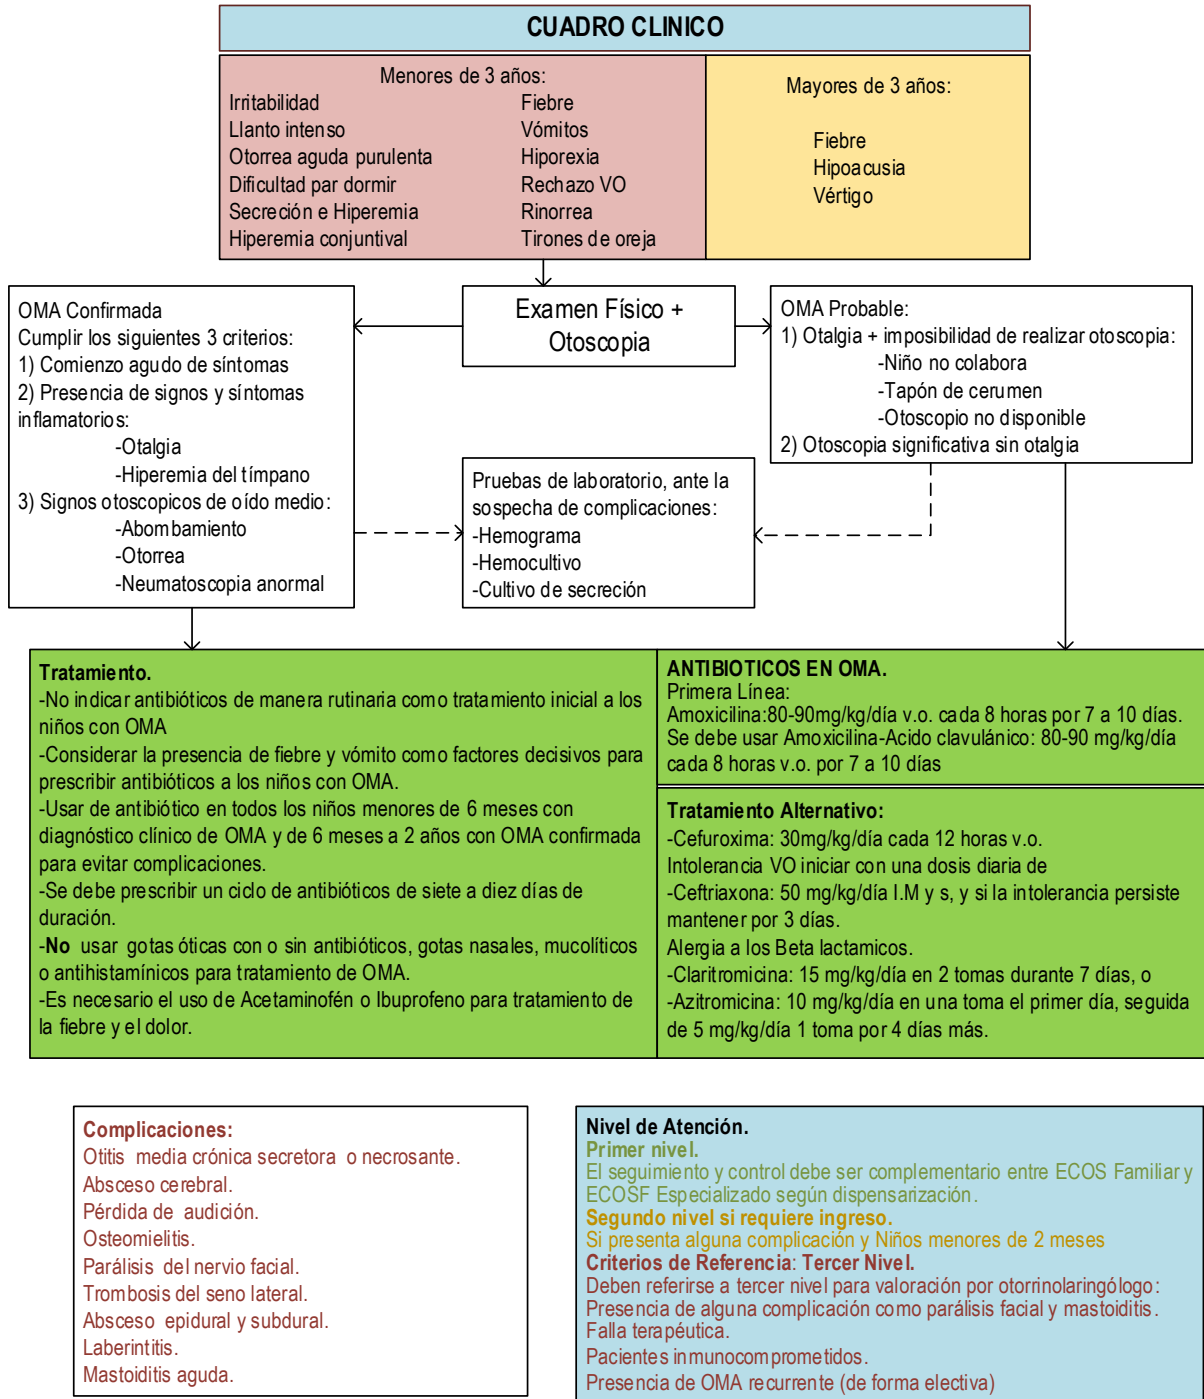 CUADRO CLINICO
Menores de 3 años:
Irritabilidad
Llanto intenso
Otorrea aguda purulenta
Dificultad par dormir
Secreción e Hiperemia
Hiperemia conjuntival
Fiebre
Vómitos
Hiporexia
Rechazo VO
Rinorrea
Tirones de oreja
Mayores de 3 años:
Fiebre
Hipoacusia
Vértigo
Examen Físico +
Otoscopia
OMA Confirmada
Cumplir los siguientes 3 criterios:
1) Comienzo agudo de síntomas
2) Presencia de signos y síntomas
inflamatorios:
-Otalgia
-Hiperemia del tímpano
3) Signos otoscopicos de oído medio:
-Abombamiento
-Otorrea
-Neumatoscopia anormal
OMA Probable:
1) Otalgia + imposibilidad de realizar otoscopia:
-Niño no colabora
-Tapón de cerumen
-Otoscopio no disponible
2) Otoscopia significativa sin otalgia
Pruebas de laboratorio, ante la
sospecha de complicaciones:
-Hemograma
-Hemocultivo
-Cultivo de secreción
Tratamiento.
-No indicar antibióticos de manera rutinaria como tratamiento inicial a los
niños con OMA
-Considerar la presencia de fiebre y vómito como factores decisivos para
prescribir antibióticos a los niños con OMA.
-Usar de antibiótico en todos los niños menores de 6 meses con
diagnóstico clínico de OMA y de 6 meses a 2 años con OMA confirmada
para evitar complicaciones.
-Se debe prescribir un ciclo de antibióticos de siete a diez días de
duración.
-No usar gotas óticas con o sin antibióticos, gotas nasales, mucolíticos
o antihistamínicos para tratamiento de OMA.
-Es necesario el uso de Acetaminofén o Ibuprofeno para tratamiento de
la fiebre y el dolor.
ANTIBIOTICOS EN OMA.
Primera Línea:
Amoxicilina:80-90mg/kg/día v.o. cada 8 horas por 7 a 10 días.
Se debe usar Amoxicilina-Acido clavulánico: 80-90 mg/kg/día
cada 8 horas v.o. por 7 a 10 días
Tratamiento Alternativo:
-Cefuroxima: 30mg/kg/día cada 12 horas v.o.
Intolerancia VO iniciar con una dosis diaria de
-Ceftriaxona: 50 mg/kg/día I.M y s, y si la intolerancia persiste
mantener por 3 días.
Alergia a los Beta lactamicos.
-Claritromicina: 15 mg/kg/día en 2 tomas durante 7 días, o
-Azitromicina: 10 mg/kg/día en una toma el primer día, seguida
de 5 mg/kg/día 1 toma por 4 días más.
Complicaciones:
Otitis media crónica secretora o necrosante.
Absceso cerebral.
Pérdida de audición.
Osteomielitis.
Parálisis del nervio facial.
Trombosis del seno lateral.
Absceso epidural y subdural.
Laberintitis.
Mastoiditis aguda.
Nivel de Atención.
Primer nivel.
El seguimiento y control debe ser complementario entre ECOS Familiar y
ECOSF Especializado según dispensarización.
Segundo nivel si requiere ingreso.
Si presenta alguna complicación y Niños menores de 2 meses
Criterios de Referencia: Tercer Nivel.
Deben referirse a tercer nivel para valoración por otorrinolaringólogo:
Presencia de alguna complicación como parálisis facial y mastoiditis.
Falla terapéutica.
Pacientes inmunocomprometidos.
Presencia de OMA recurrente (de forma electiva)